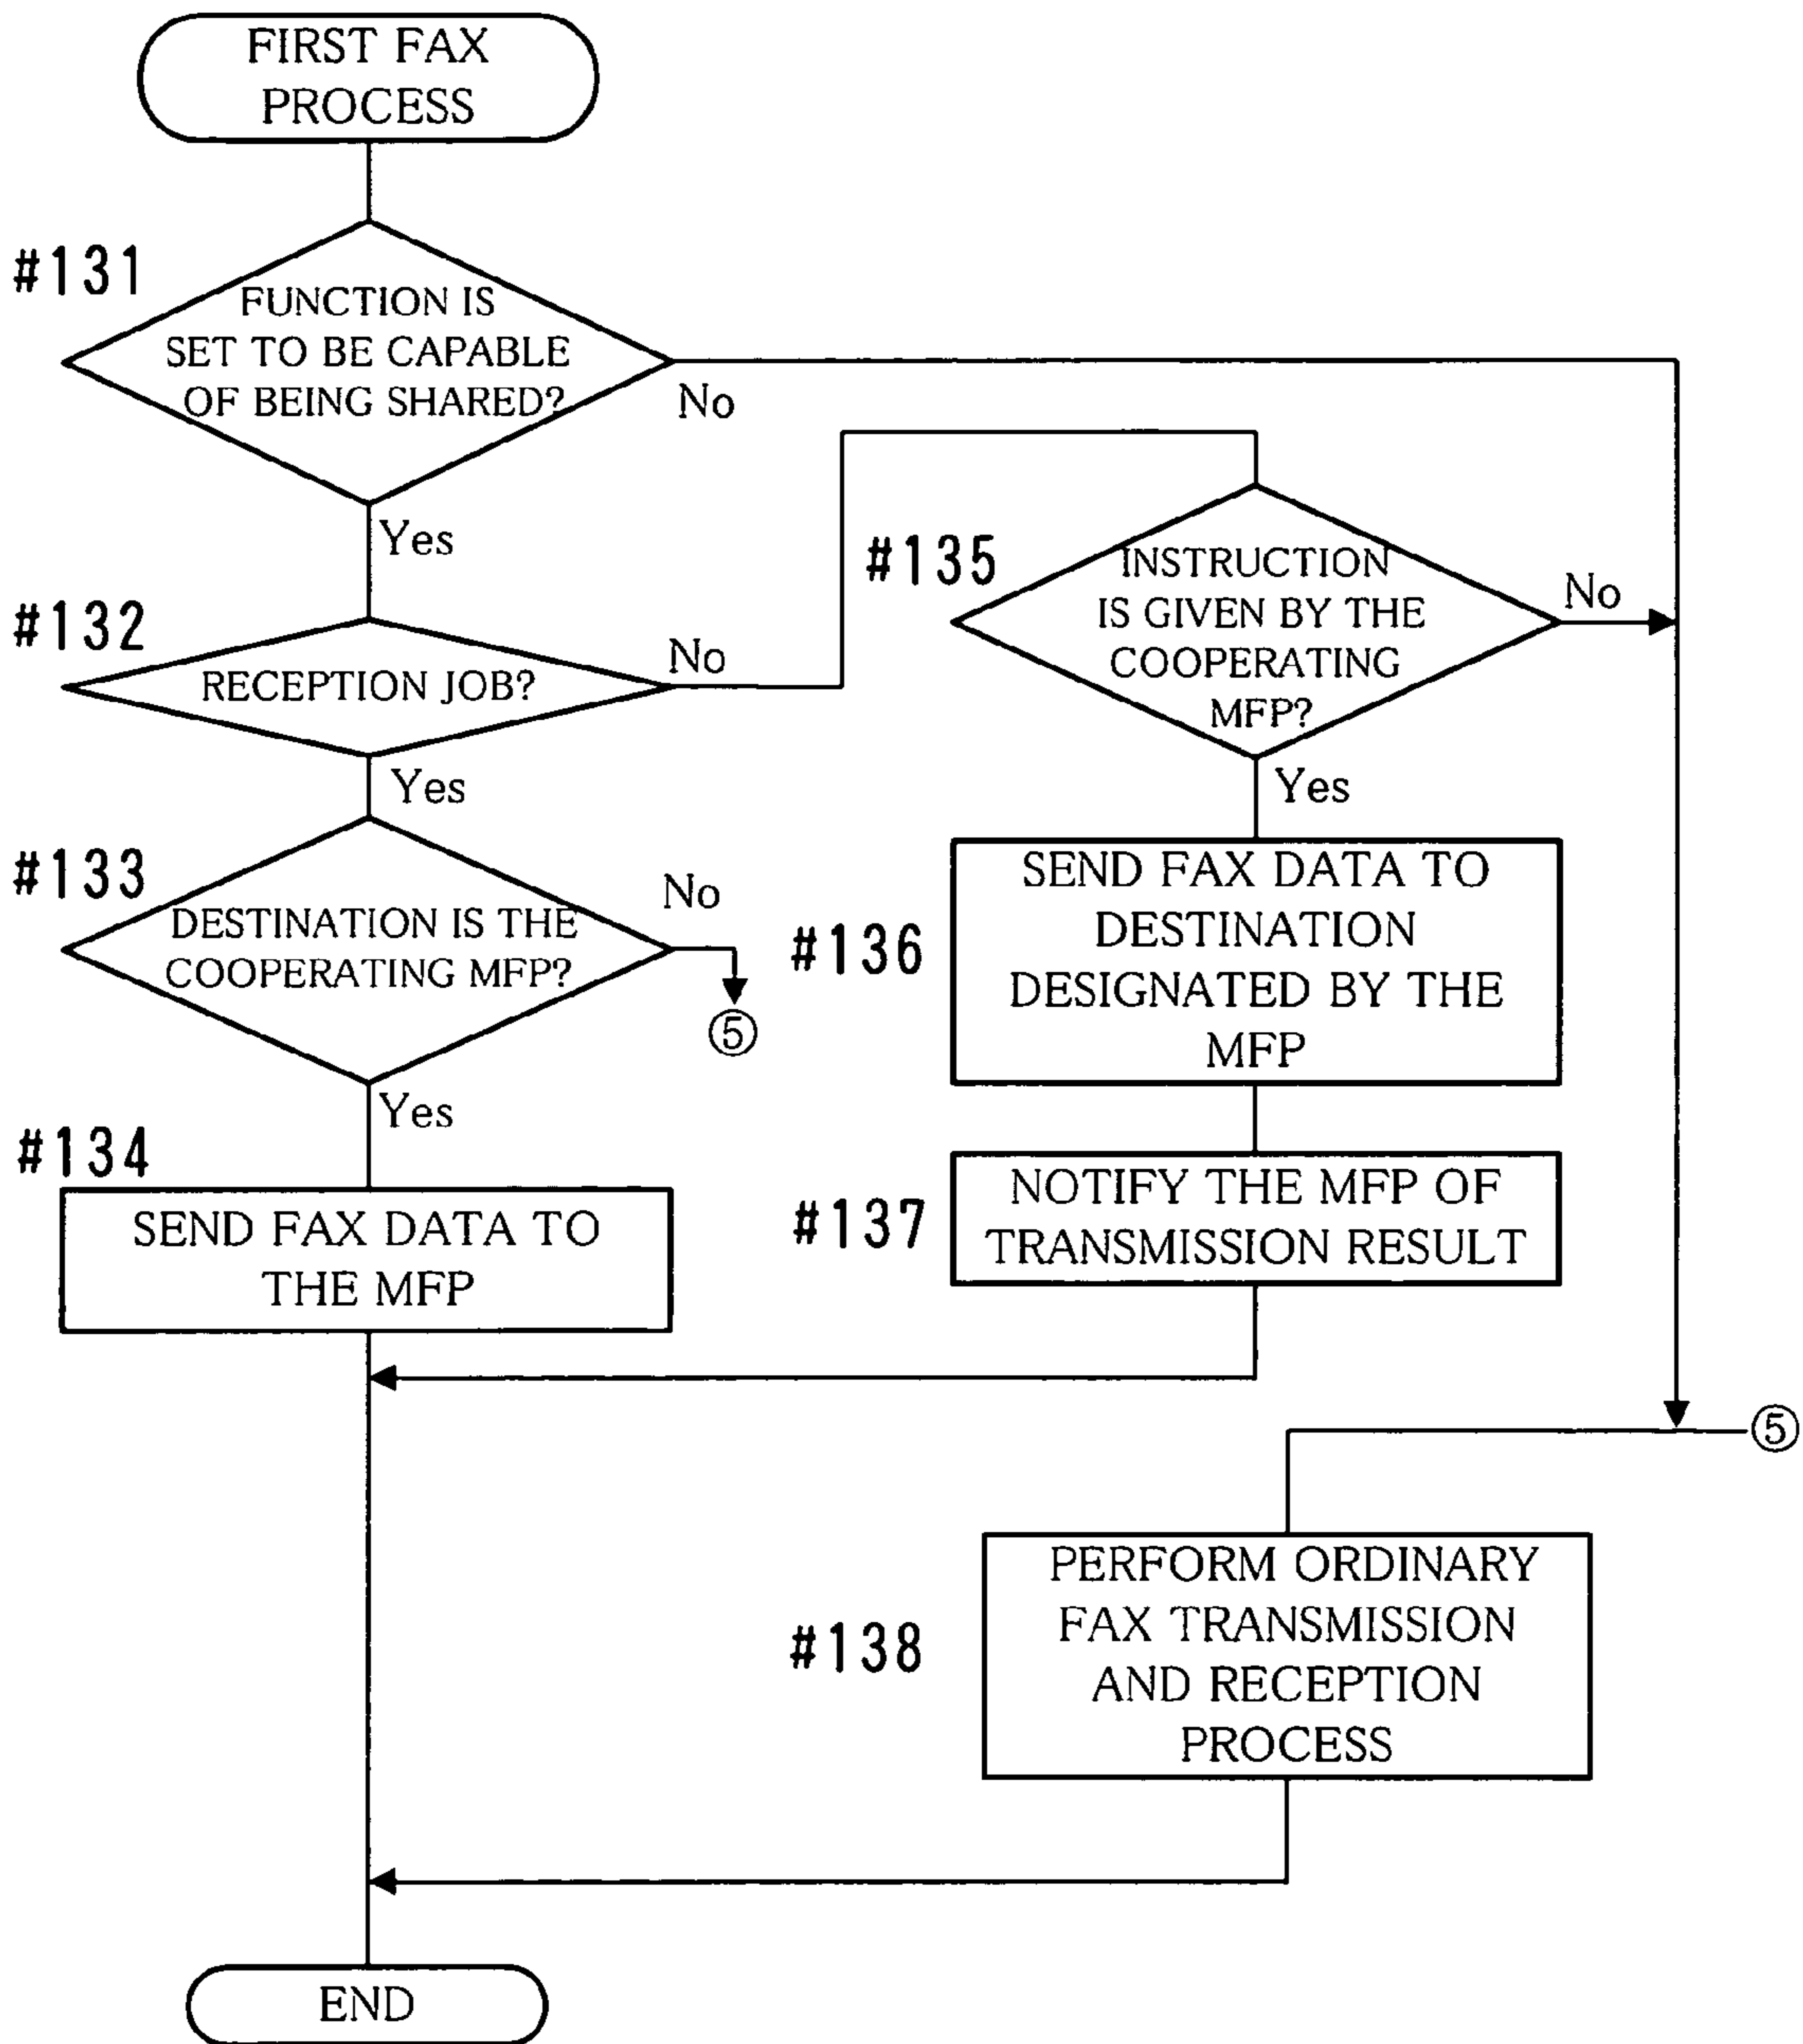 FIRST FAX
PROCESS
#131
FUNCTION IS
SET TO BE CAPABLE
OF BEING SHARED?
No
Yes
#132
RECEPTION JOB?
No
Yes
#133
DESTINATION IS THE
COOPERATING MFP?
No
⑤
Yes
#134
SEND FAX DATA TO
THE MFP
#135
INSTRUCTION
IS GIVEN BY THE
COOPERATING
MFP?
No
Yes
#136
SEND FAX DATA TO
DESTINATION
DESIGNATED BY THE
MFP
#137
NOTIFY THE MFP OF
TRANSMISSION RESULT
⑤
#138
PERFORM ORDINARY
FAX TRANSMISSION
AND RECEPTION
PROCESS
END